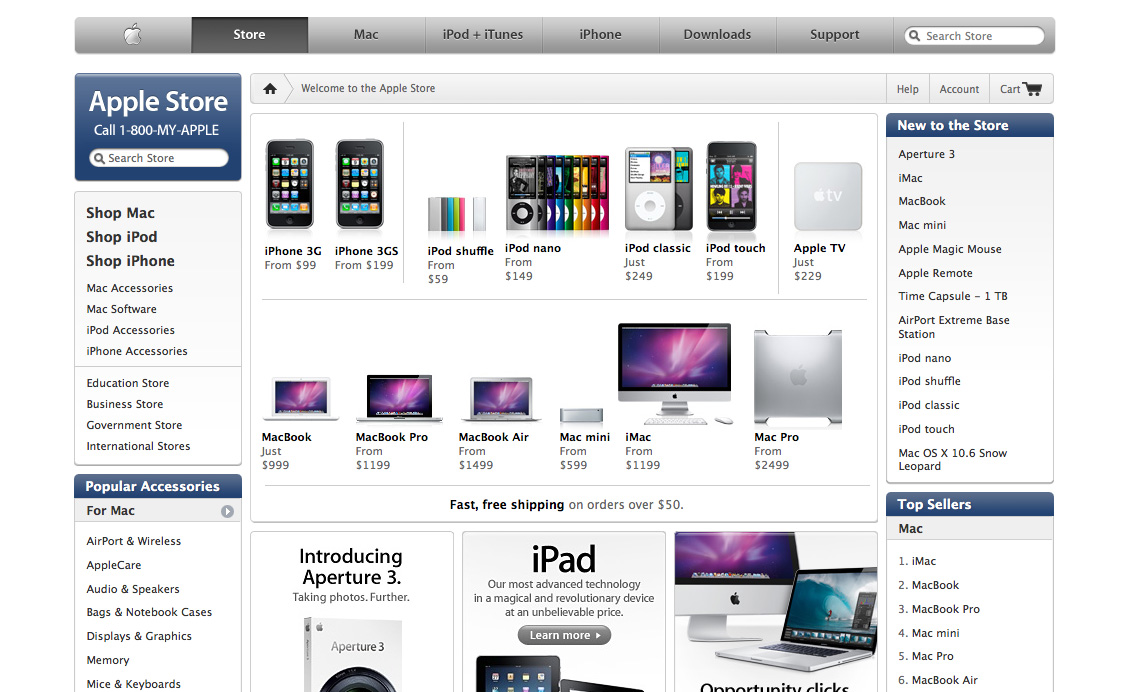 Store
Mac
iPod + iTunes
iPhone
Downloads
Support
Search Store
Apple Store
Call 1-800-MY-APPLE
Search Store
Shop Mac
Shop iPod
Shop iPhone
Mac Accessories
Mac Software
iPod Accessories
iPhone Accessories
Education Store
Business Store
Government Store
International Stores
Popular Accessories
For Mac
AirPort & Wireless
AppleCare
Audio & Speakers
Bags & Notebook Cases
Displays & Graphics
Memory
Mice & Keyboards
Welcome to the Apple Store
Help
Account
Cart
iPhone 3G
From $99
iPhone 3GS
From $199
iPod shuffle
From
$59
iPod nano
From
$149
iPod classic
Just
$249
iPod touch
From
$199
tv
Apple TV
Just
$229
MacBook
Just
$999
MacBook Pro
From
$1199
MacBook Air
From
$1499
Mac mini
From
$599
iMac
From
$1199
Mac Pro
From
$2499
Fast, free shipping on orders over $50.
Introducing
Aperture 3.
Taking photos. Further.
Aperture 3
iPad
Our most advanced technology
in a magical and revolutionary device
at an unbelievable price.
Learn more
Opportunity clicks
New to the Store
Aperture 3
iMac
MacBook
Mac mini
Apple Magic Mouse
Apple Remote
Time Capsule – 1 TB
AirPort Extreme Base
Station
iPod nano
iPod shuffle
iPod classic
iPod touch
Mac OS X 10.6 Snow
Leopard
Top Sellers
Mac
1. iMac
2. MacBook
3. MacBook Pro
4. Mac mini
5. Mac Pro
6. MacBook Air